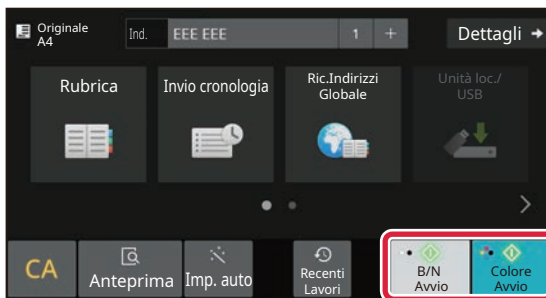 Originale
A4
Ind. EEE EEE 1 +
Dettagli
Rubrica
Invio cronologia
Ric.Indirizzi
Globale
Unità loc./
USB
CA
Anteprima
Imp. auto
Recenti
Lavori
B/N
Avvio
Colore
Avvio